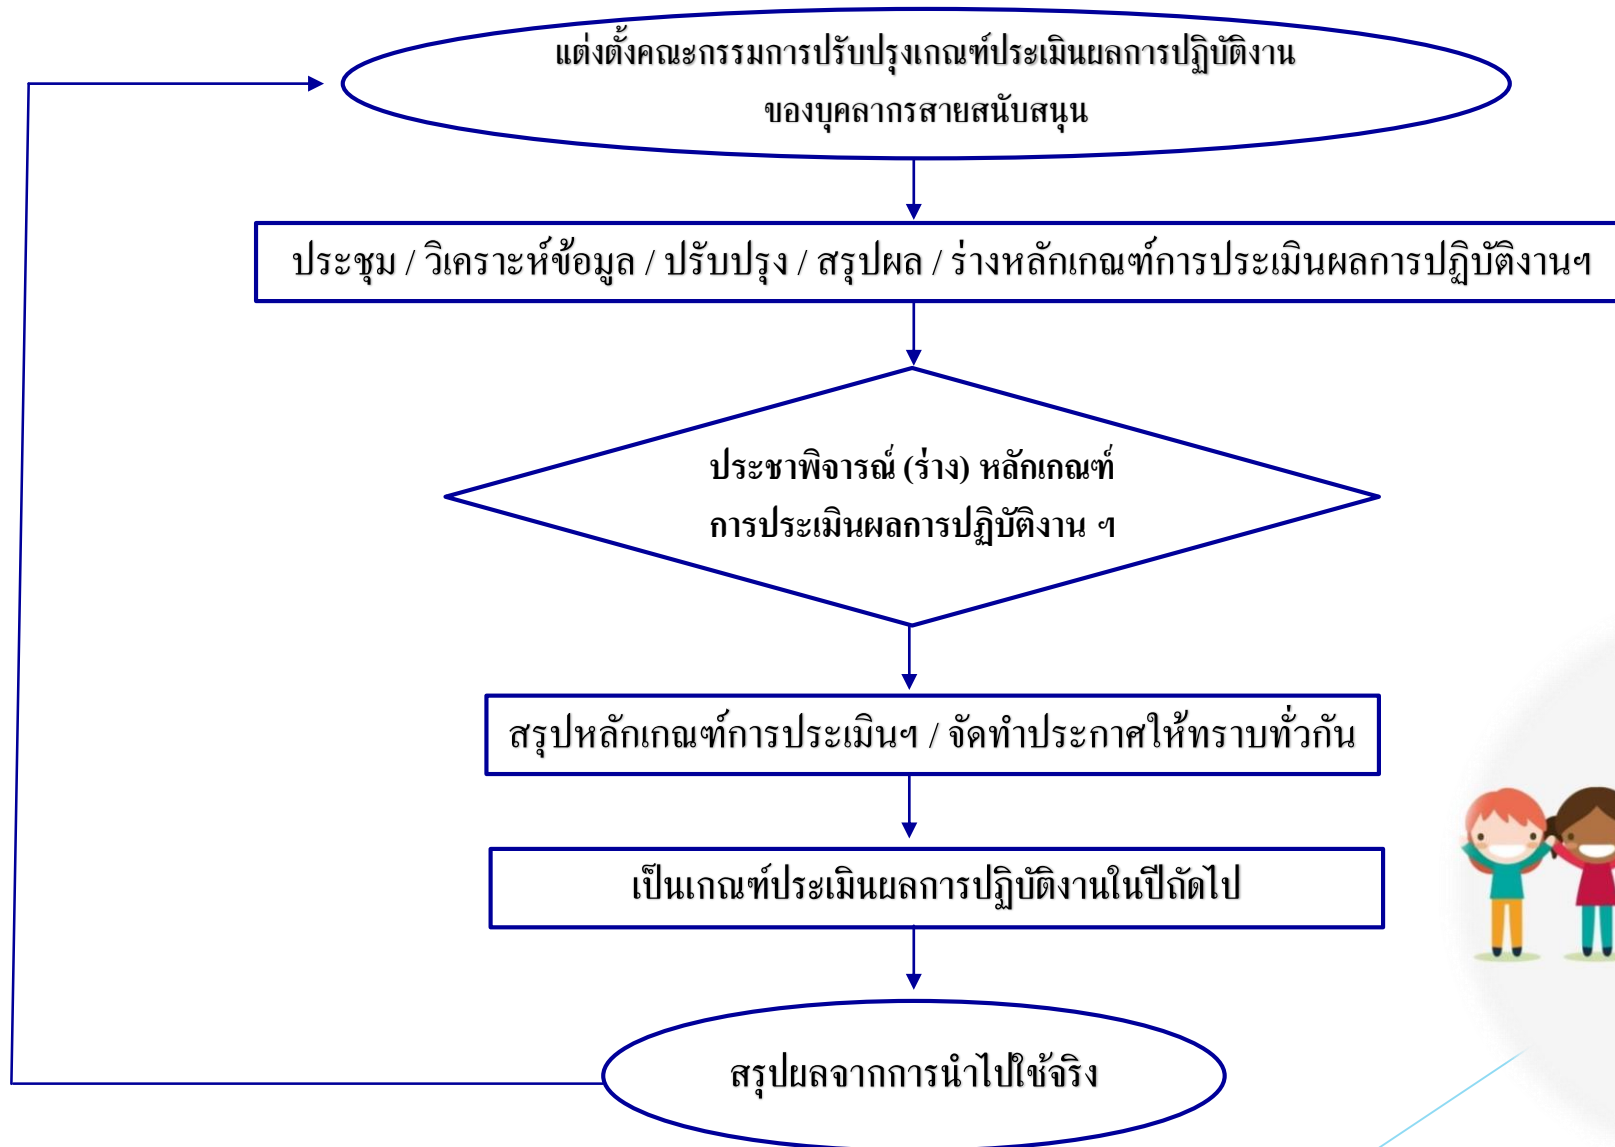 แต่งตั้งคณะกรรมการปรับปรุงเกณฑ์ประเมินผลการปฏิบัติงาน
ของบุคลากรสายสนับสนุน
ประชุม / วิเคราะห์ข้อมูล / ปรับปรุง / สรุปผล / ร่างหลักเกณฑ์การประเมินผลการปฏิบัติงานฯ
ประชาพิจารณ์ (ร่าง) หลักเกณฑ์
การประเมินผลการปฏิบัติงาน ฯ
สรุปหลักเกณฑ์การประเมินฯ / จัดทำประกาศให้ทราบทั่วกัน
เป็นเกณฑ์ประเมินผลการปฏิบัติงานในปีถัดไป
สรุปผลจากการนำไปใช้จริง